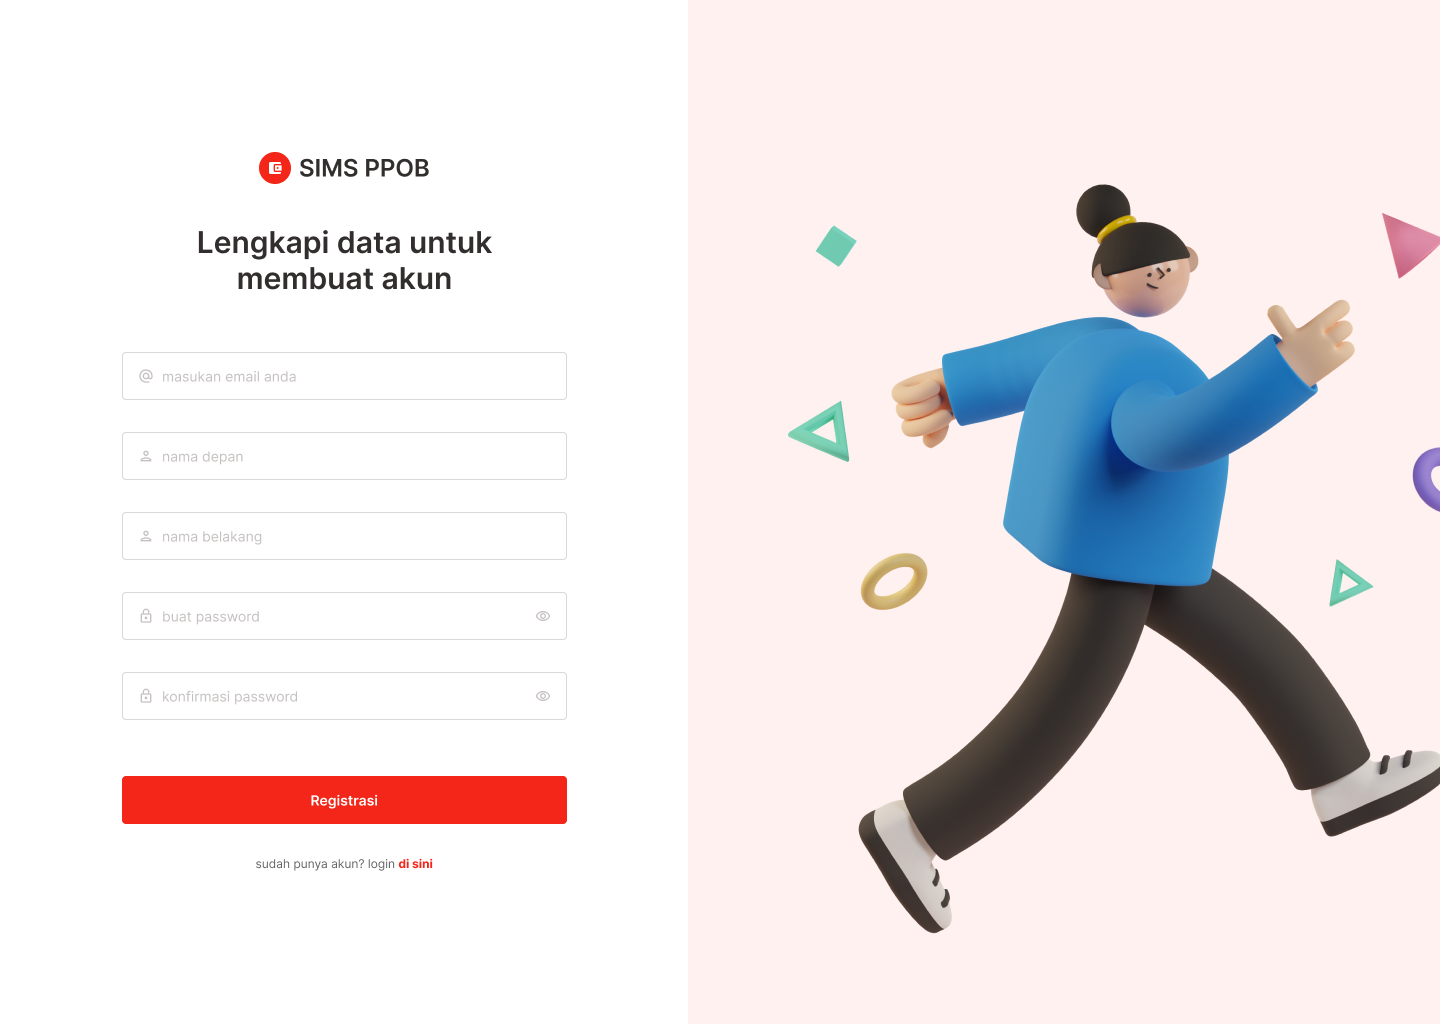 SIMS PPOB
Lengkapi data untuk
membuat akun
masukan email anda
nama depan
nama belakang
buat password
konfirmasi password
Registrasi
sudah punya akun? login di sini